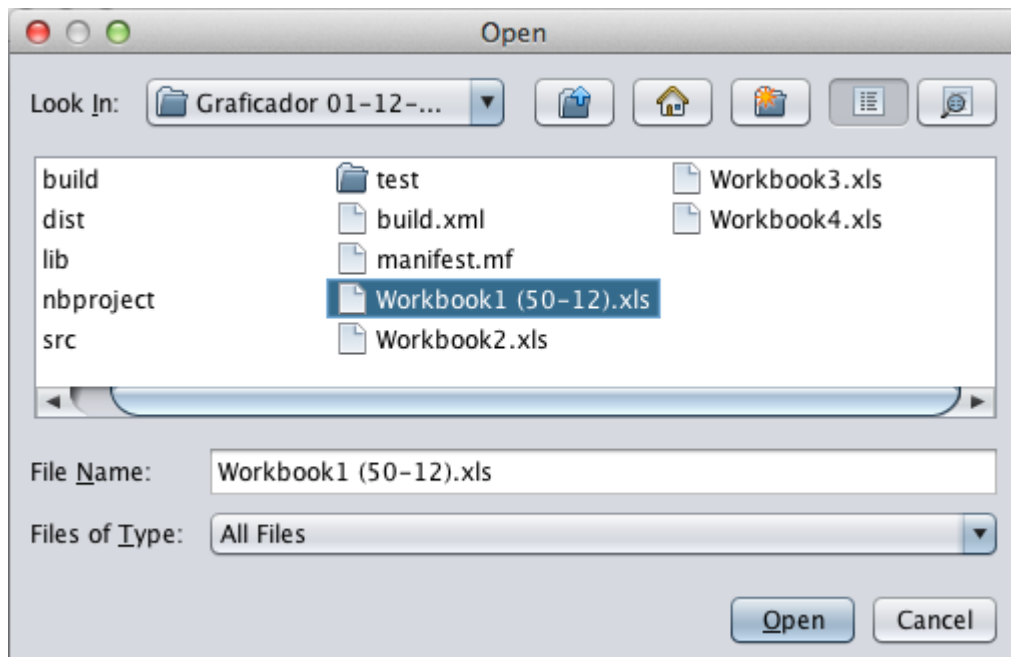 Open
Look In: Graficador 01-12-...
build
dist
lib
nbproject
src
test
build.xml
manifest.mf
Workbook1 (50-12).xls
Workbook2.xls
Workbook3.xls
Workbook4.xls
File Name: Workbook1 (50-12).xls
Files of Type: All Files
Open Cancel